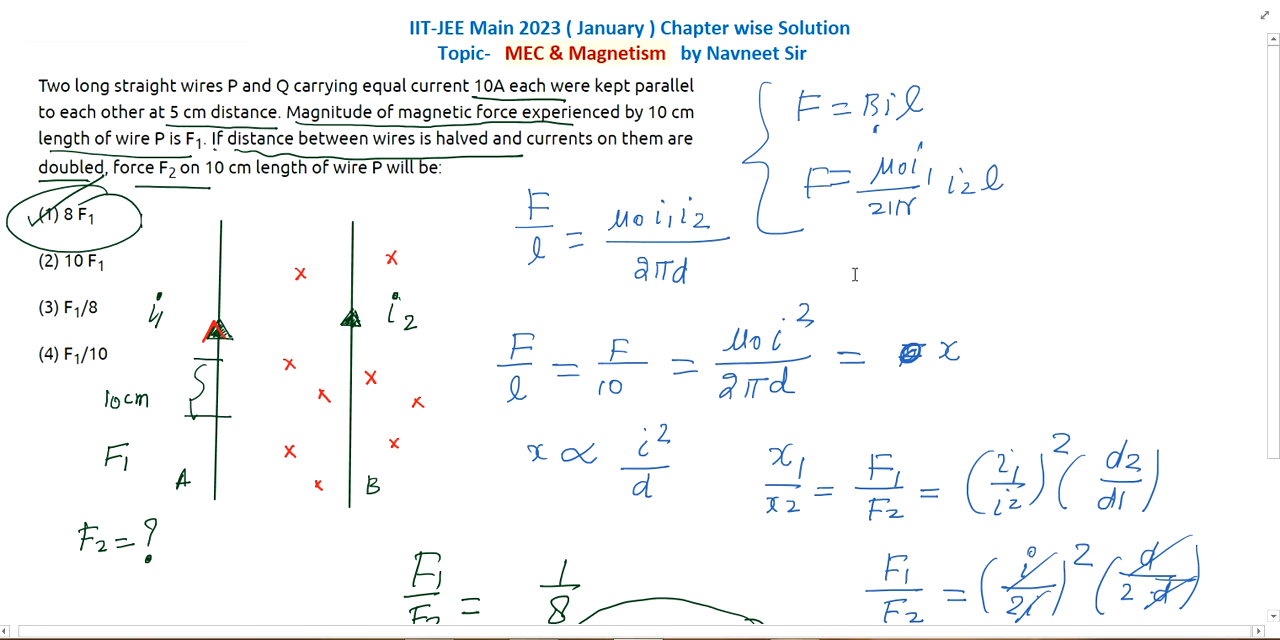 IIT-JEE Main 2023 ( January ) Chapter wise Solution
Topic- MEC & Magnetism by Navneet Sir
Two long straight wires P and Q carrying equal current 10A each were kept parallel
to each other at 5 cm distance. Magnitude of magnetic force experienced by 10 cm
length of wire P is F₁. If distance between wires is halved and currents on them are
doubled, force F₂ on 10 cm length of wire P will be:
(1) 8 F₁
(2) 10 F₁
(3) F₁/8
(4) F₁/10
i₁
i₂
10cm
F₁
A
B
F₂ = ?
F = Bil
F = μ₀i₁/2πr i₂ l
F/l = μ₀i₁i₂/2πd
F/l = F/10 = μ₀i²/2πd = x
x ∝ i²/d
x₁/x₂ = F₁/F₂ = (i₁/i₂)² (d₂/d₁)
F₁/F₂ = (i/2i)² (d/2d)
F₁/F₂ = 1/8